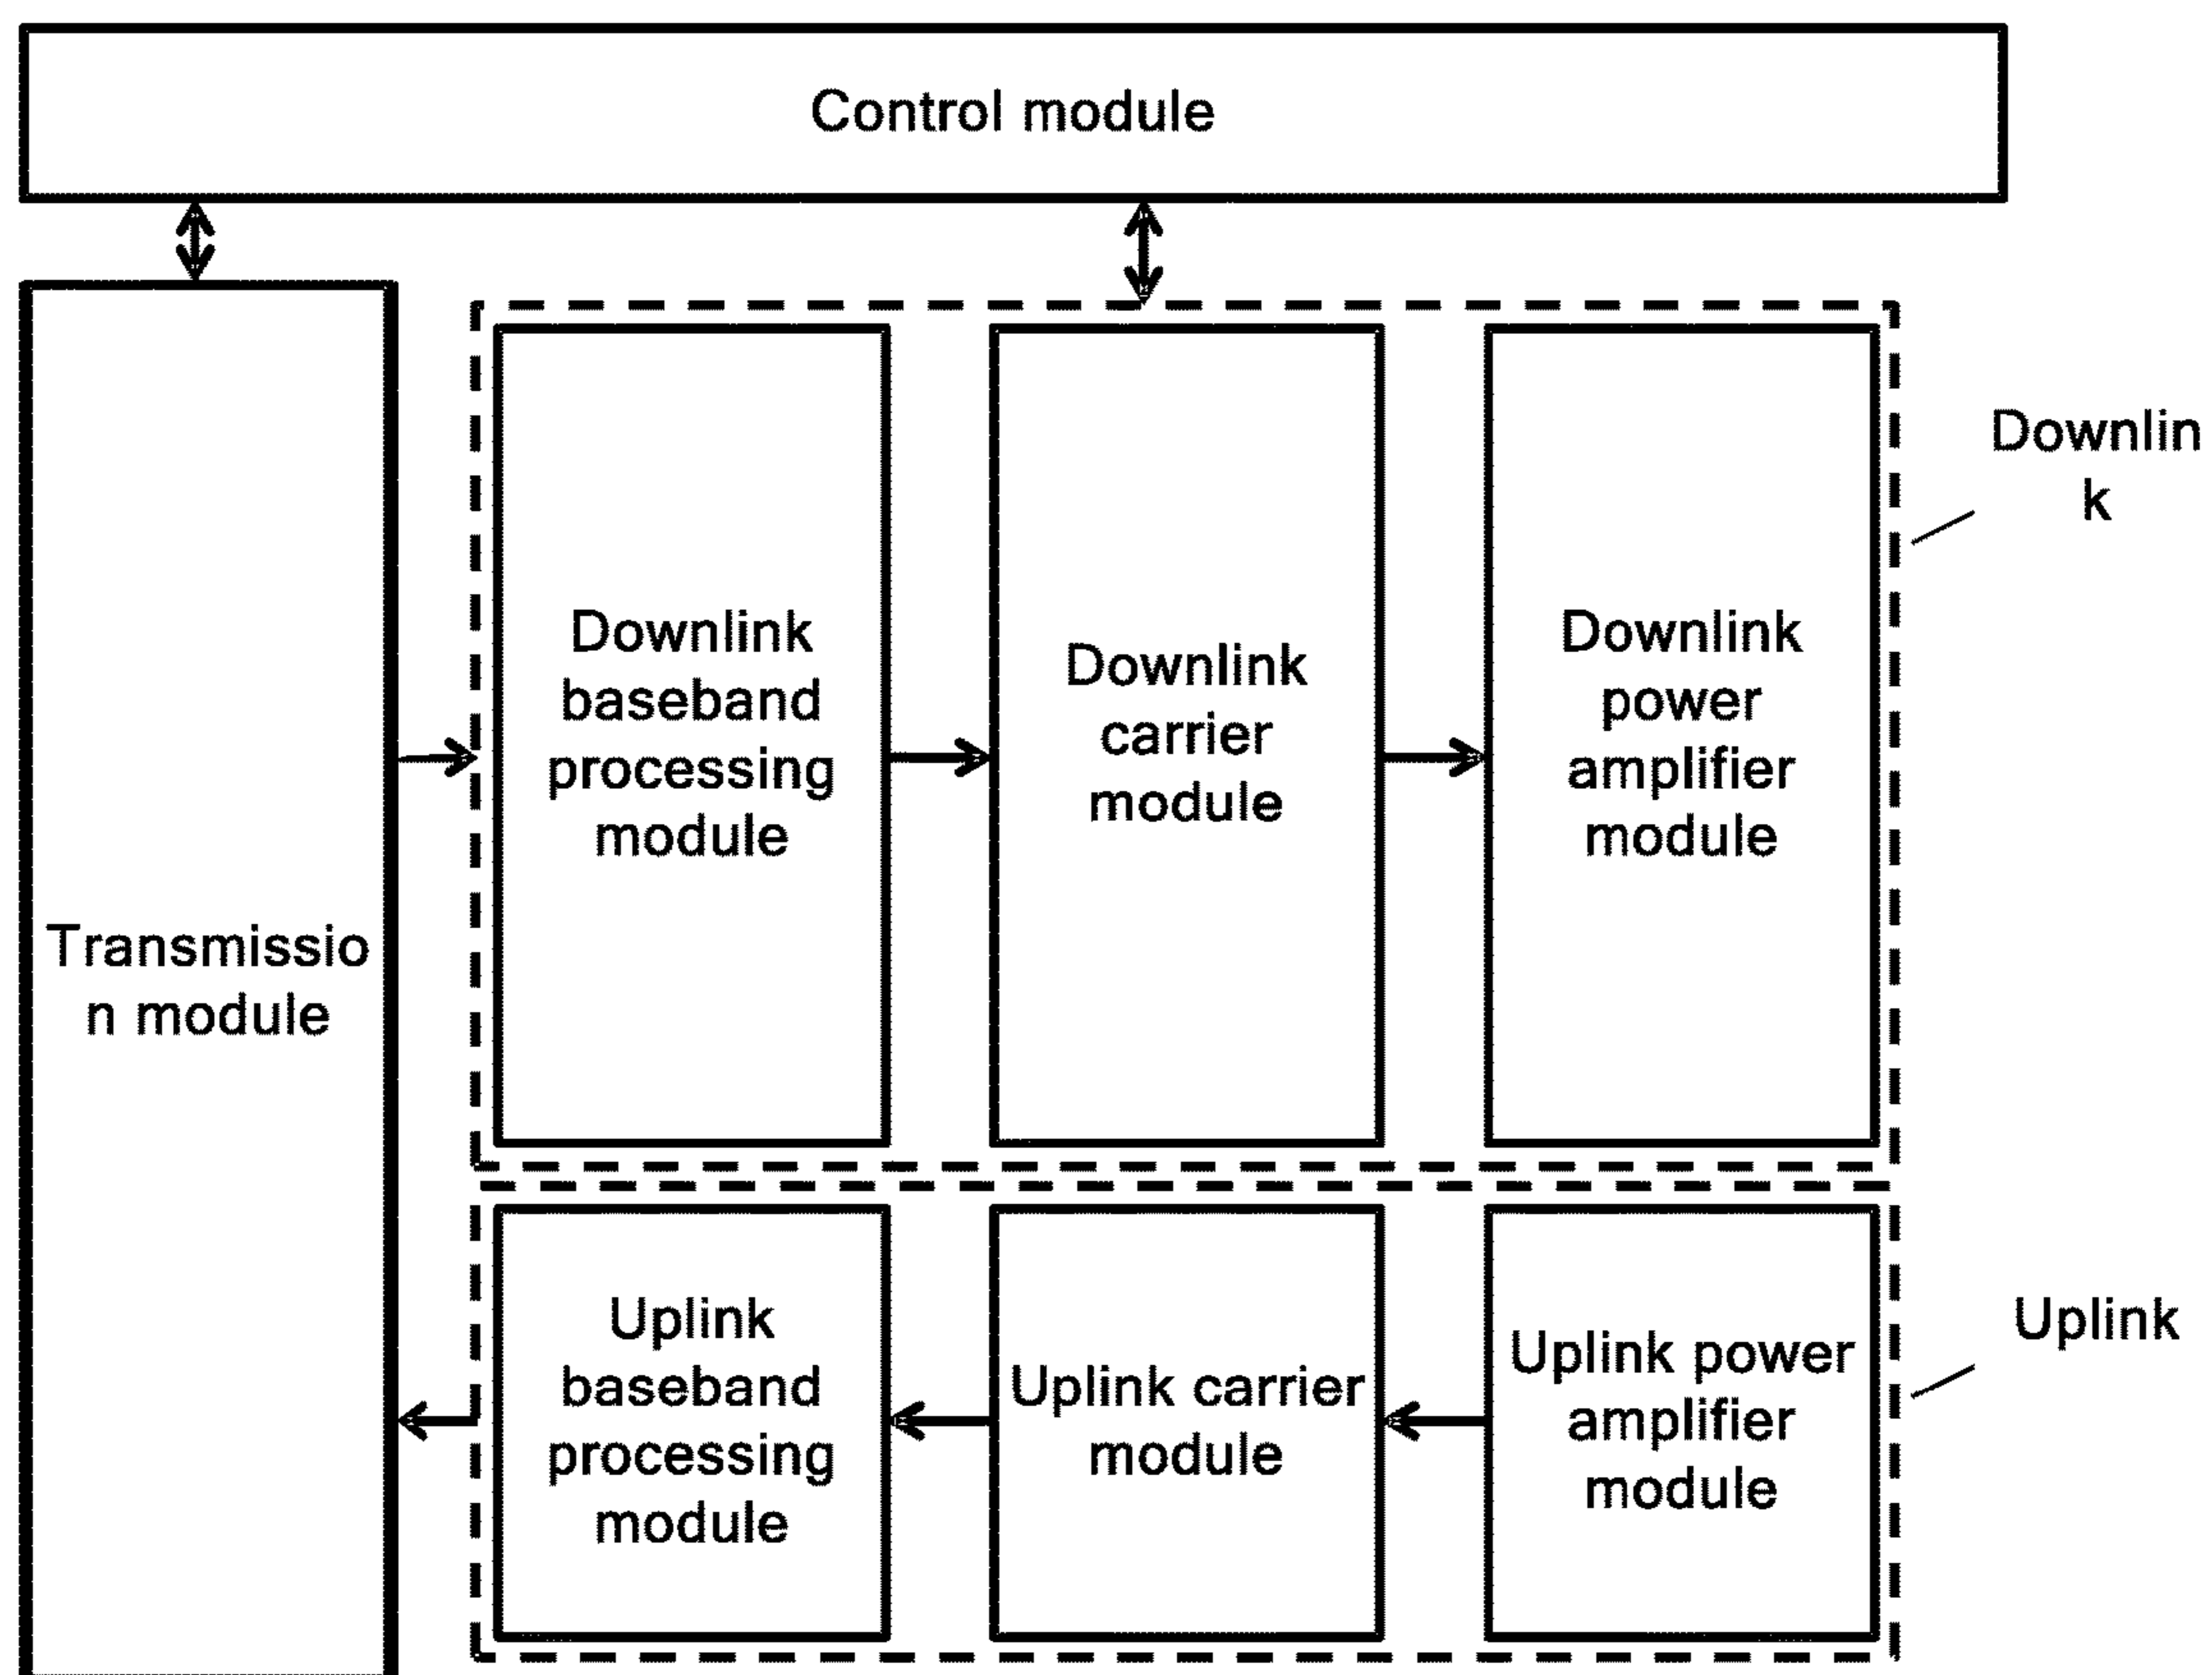 Control module
Downlin
k
Downlink
baseband
processing
module
Downlink
carrier
module
Downlink
power
amplifier
module
Transmissio
n module
Uplink
baseband
processing
module
Uplink carrier
module
Uplink power
amplifier
module
Uplink